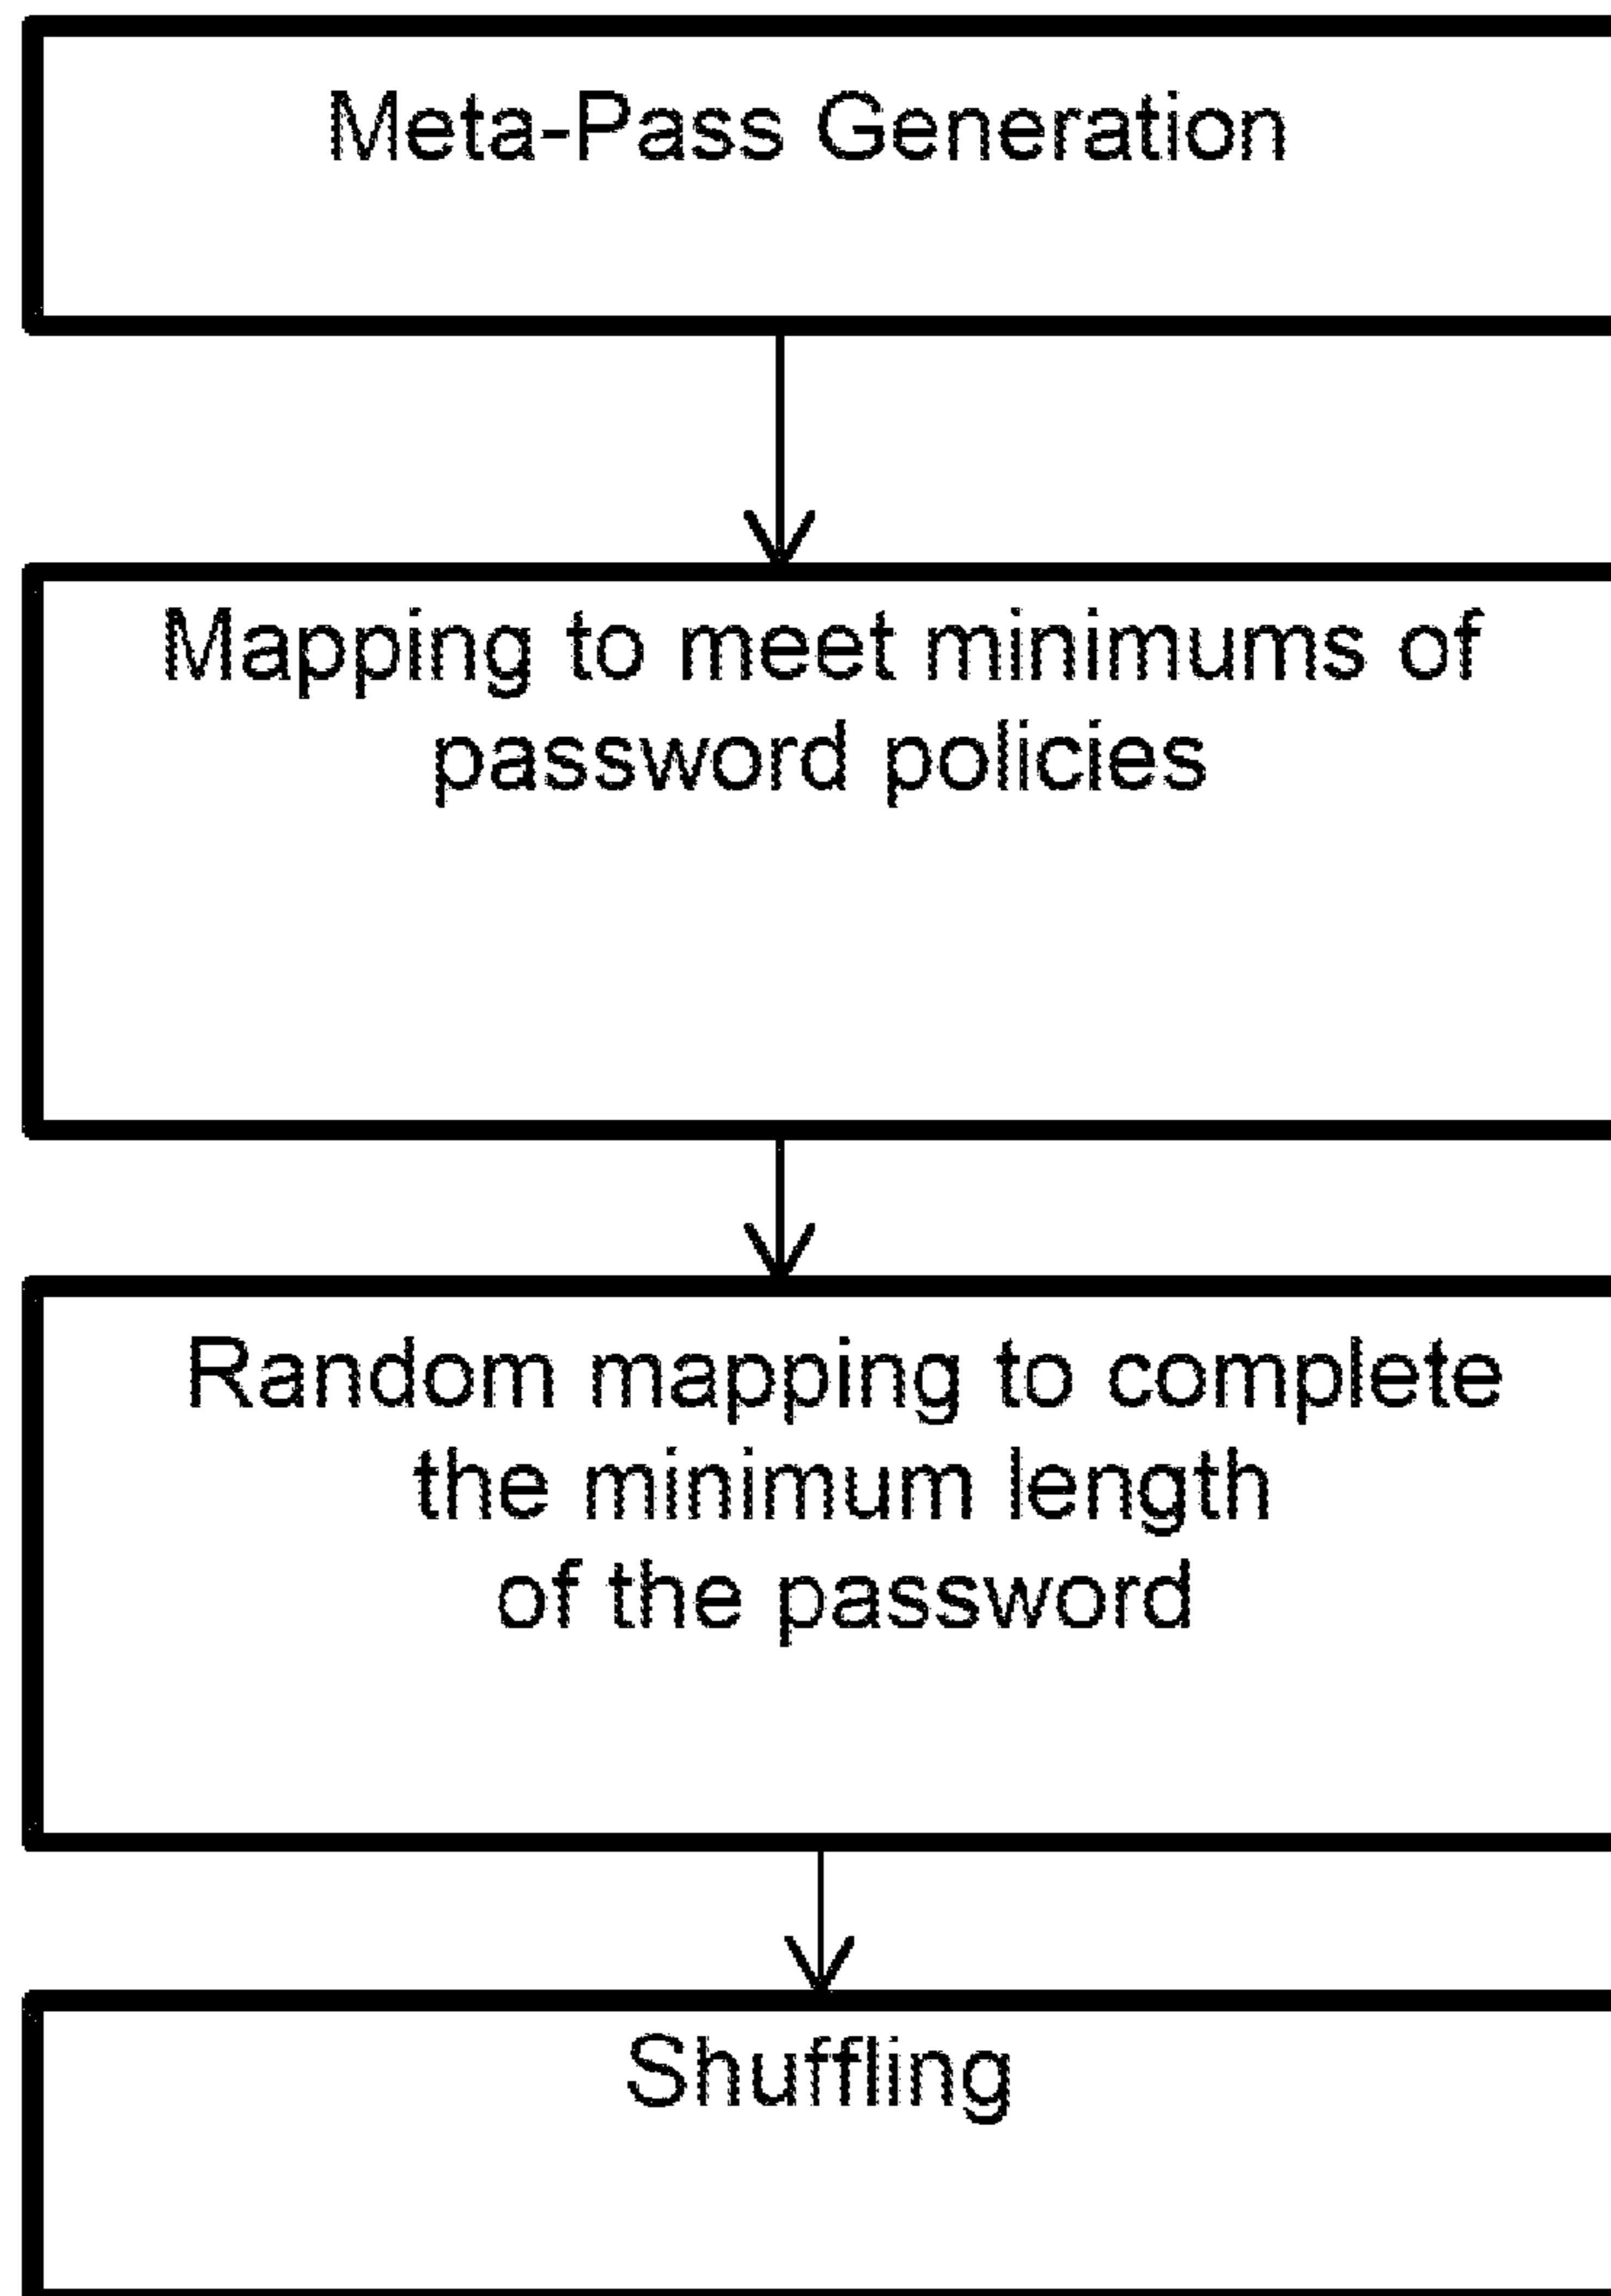 Meta-Pass Generation
Mapping to meet minimums of
password policies
Random mapping to complete
the minimum length
of the password
Shuffling